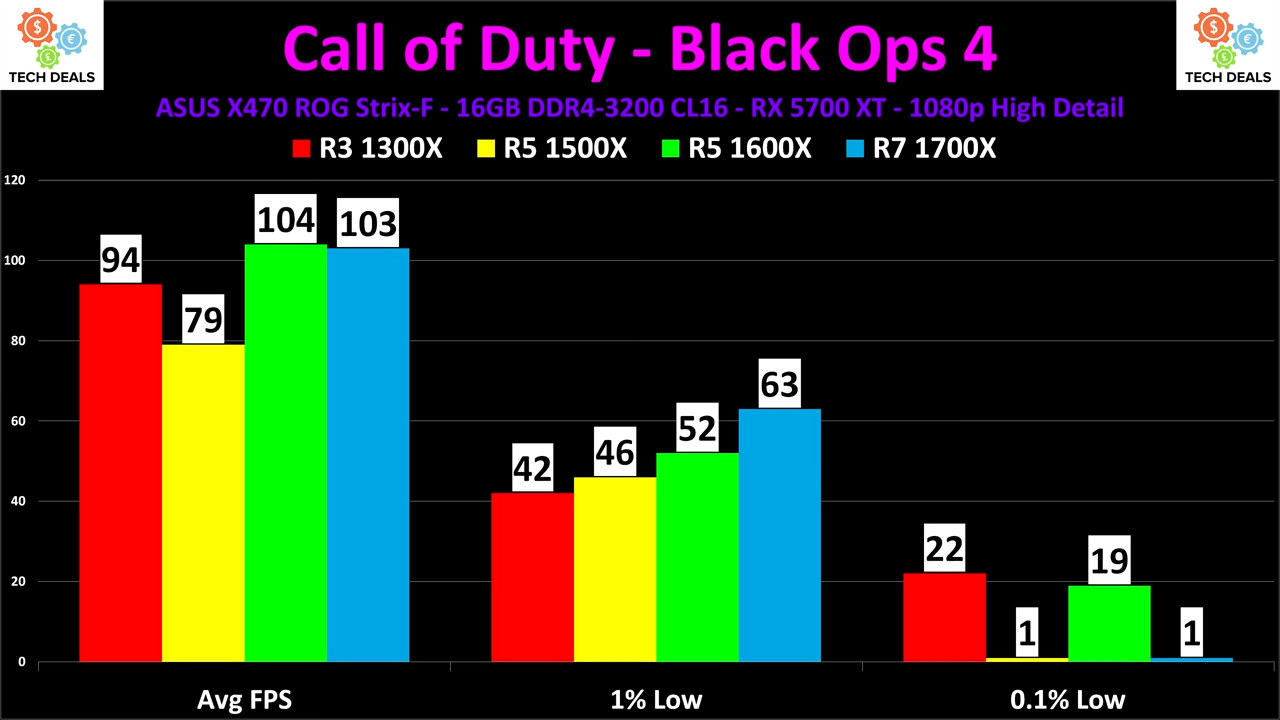 TECH DEALS
Call of Duty - Black Ops 4
TECH DEALS
ASUS X470 ROG Strix-F - 16GB DDR4-3200 CL16 - RX 5700 XT - 1080p High Detail
R3 1300X R5 1500X R5 1600X R7 1700X
120
100
80
60
40
20
0
94
79
104
103
42
46
52
63
22
1
19
1
Avg FPS
1% Low
0.1% Low